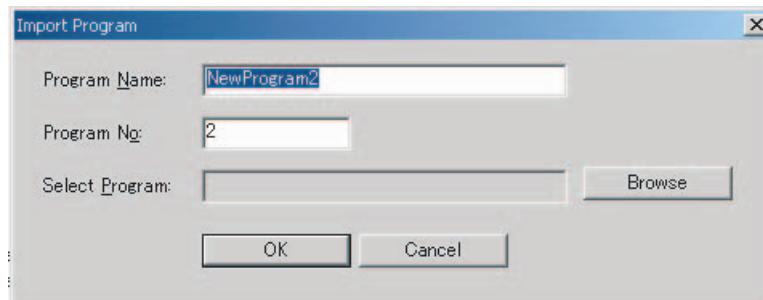 Import Program
Program Name: NewProgram2
Program No: 2
Select Program: Browse
OK Cancel